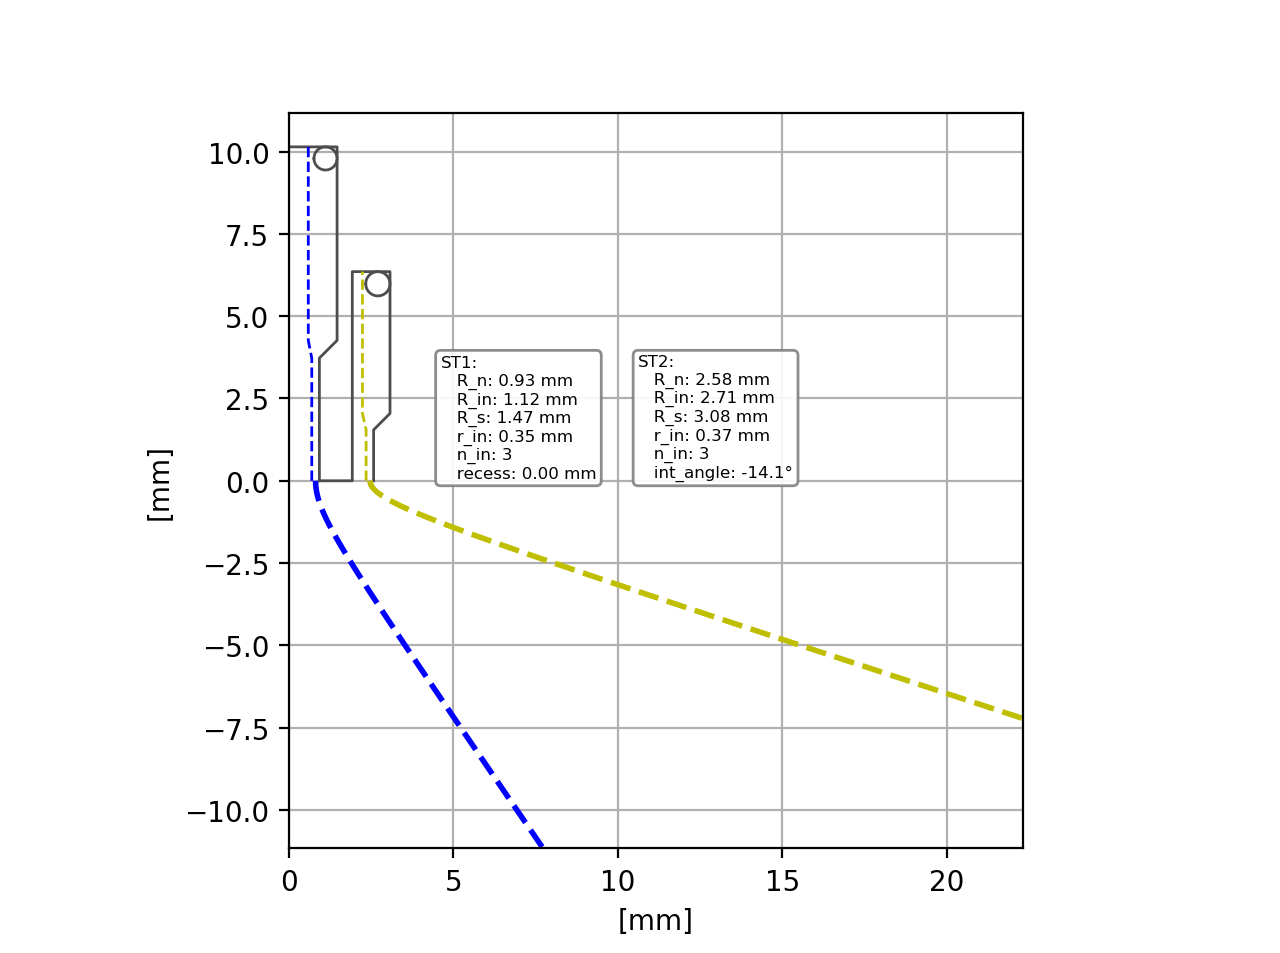 10.0
7.5
5.0
2.5
0.0
−2.5
−5.0
−7.5
−10.0
[mm]
ST1:
R_n: 0.93 mm
R_in: 1.12 mm
R_s: 1.47 mm
r_in: 0.35 mm
n_in: 3
recess: 0.00 mm
ST2:
R_n: 2.58 mm
R_in: 2.71 mm
R_s: 3.08 mm
r_in: 0.37 mm
n_in: 3
int_angle: -14.1°
0 5 10 15 20
[mm]